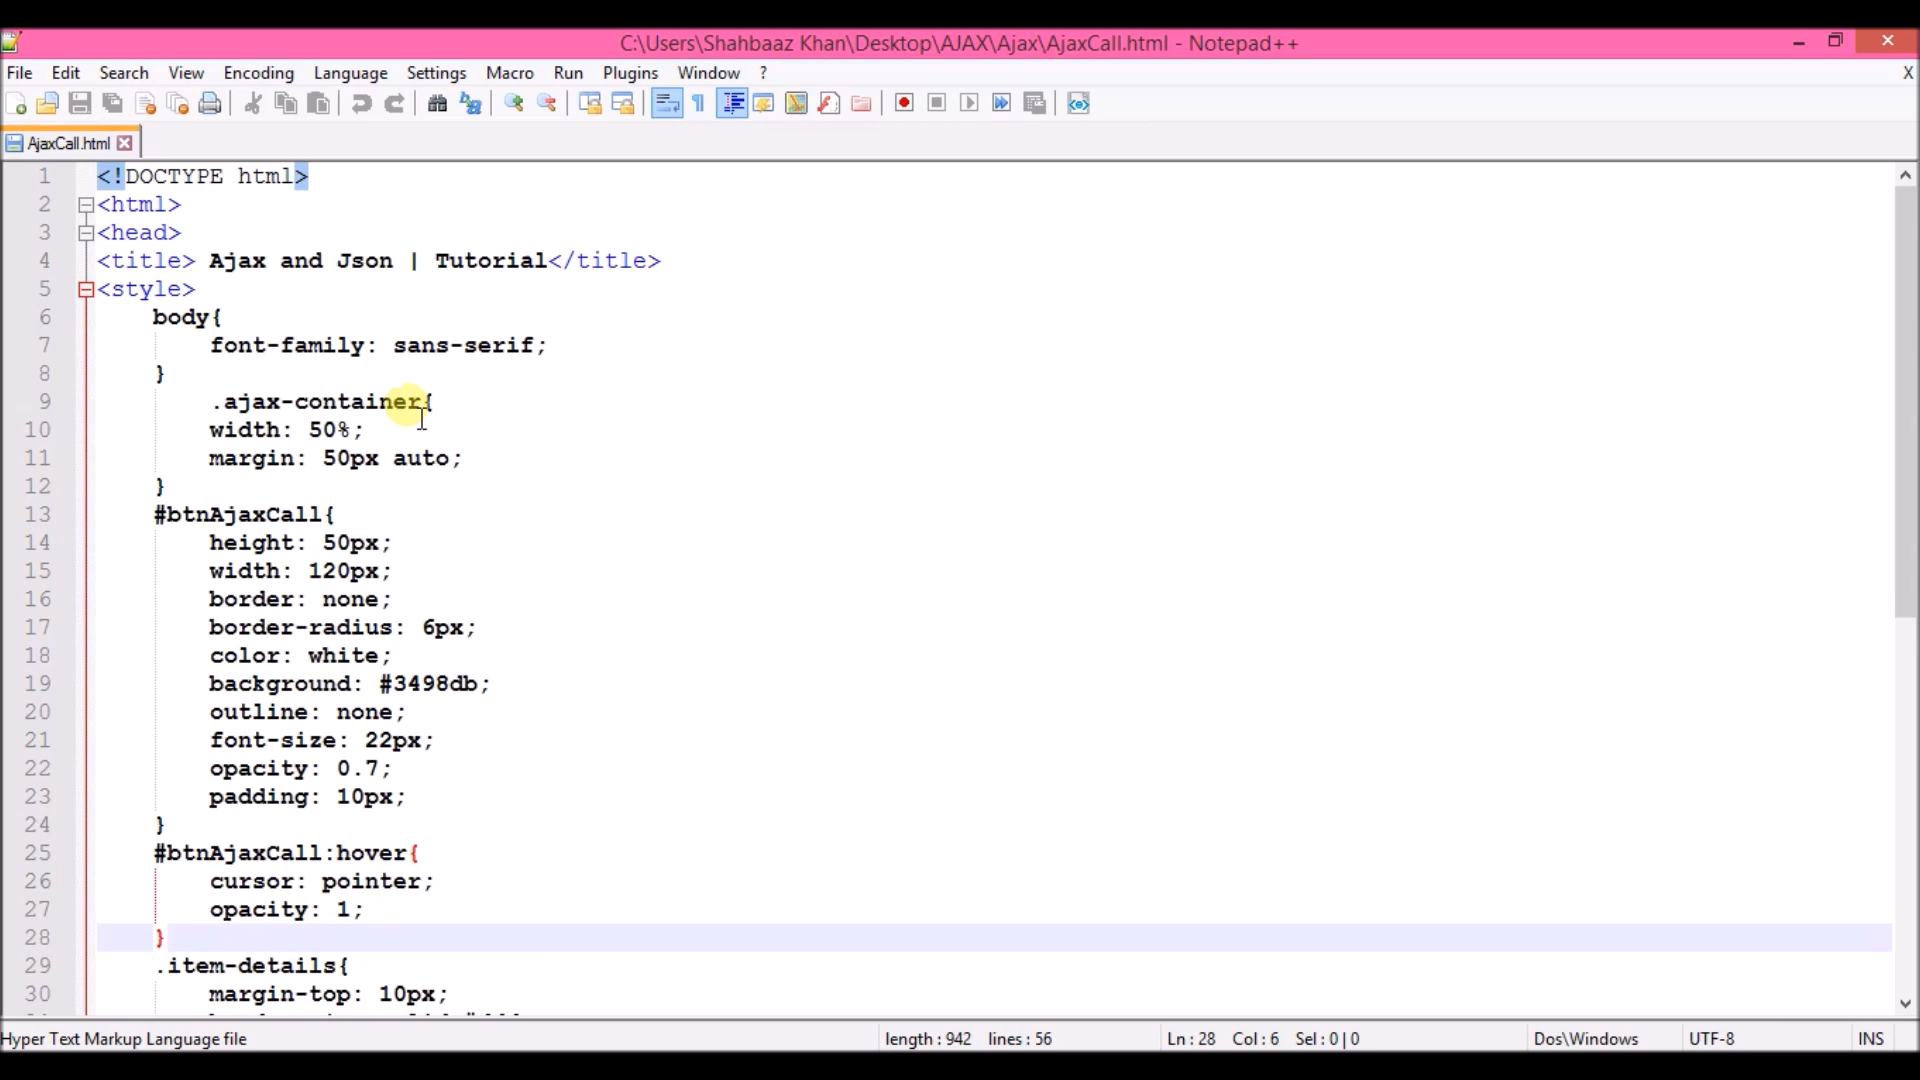 C:\Users\Shahbaaz Khan\Desktop\AJAX\Ajax\AjaxCall.html - Notepad++
File Edit Search View Encoding Language Settings Macro Run Plugins Window ? X
AjaxCall.html
1 <!DOCTYPE html>
2 <html>
3 <head>
4 <title> Ajax and Json | Tutorial</title>
5 <style>
6 body{
7 font-family: sans-serif;
8 }
9 .ajax-container{
10 width: 50%;
11 margin: 50px auto;
12 }
13 #btnAjaxCall{
14 height: 50px;
15 width: 120px;
16 border: none;
17 border-radius: 6px;
18 color: white;
19 background: #3498db;
20 outline: none;
21 font-size: 22px;
22 opacity: 0.7;
23 padding: 10px;
24 }
25 #btnAjaxCall:hover{
26 cursor: pointer;
27 opacity: 1;
28 }
29 .item-details{
30 margin-top: 10px;
Hyper Text Markup Language file length : 942 lines : 56 Ln : 28 Col : 6 Sel : 0 | 0 Dos\Windows UTF-8 INS